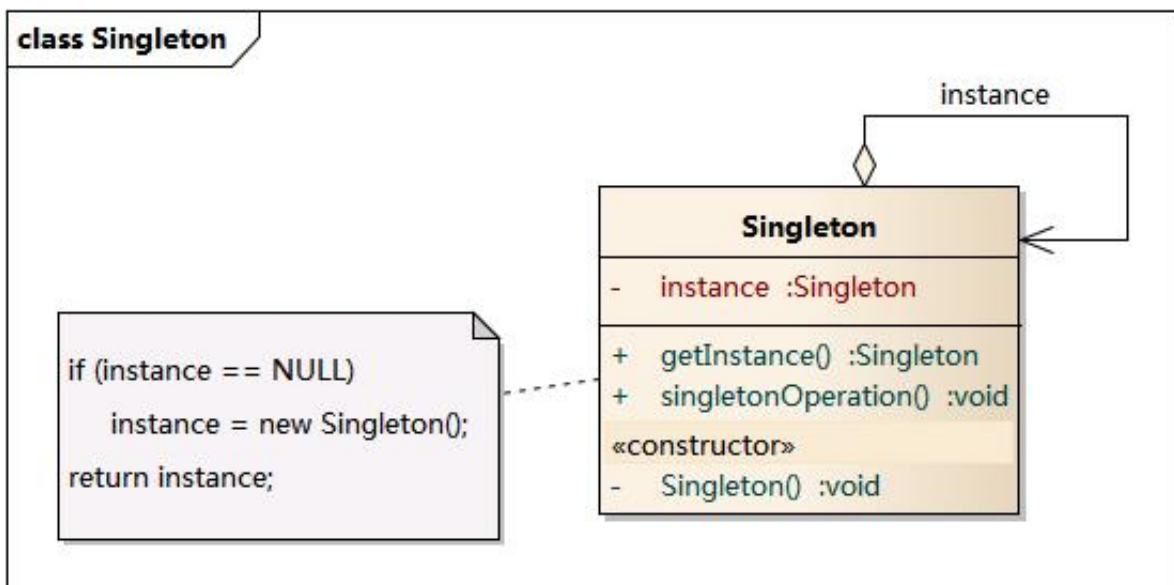 class Singleton
instance
Singleton
- instance :Singleton
+ getInstance() :Singleton
+ singletonOperation() :void
«constructor»
- Singleton() :void
if (instance == NULL)
instance = new Singleton();
return instance;